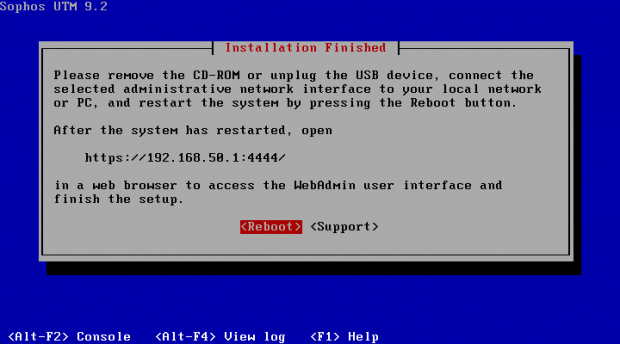 Sophos UTM 9.2
Installation Finished
Please remove the CD-ROM or unplug the USB device, connect the
selected administrative network interface to your local network
or PC, and restart the system by pressing the Reboot button.
After the system has restarted, open
https://192.168.50.1:4444/
in a web browser to access the WebAdmin user interface and
finish the setup.
<Reboot> <Support>
<Alt-F2> Console <Alt-F4> View log <F1> Help